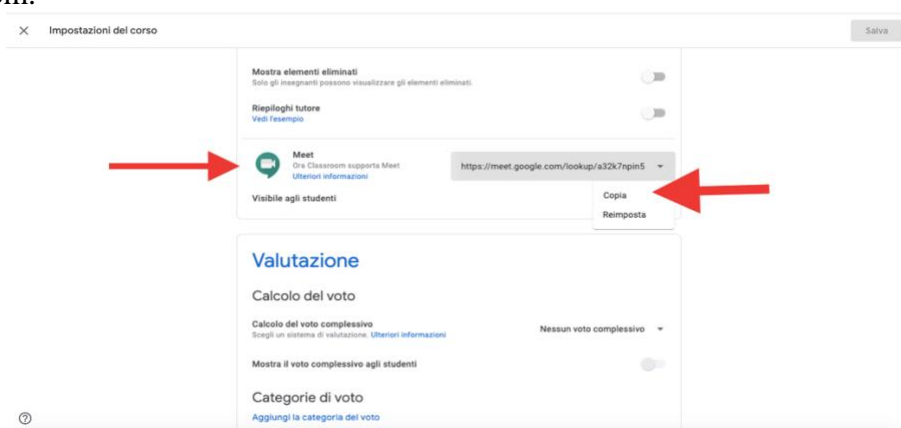 Impostazioni del corso
Salva
Mostra elementi eliminati
Solo gli insegnanti possono visualizzare gli elementi eliminati.
Riepiloghi tutore
Vedi l'esempio
Meet
Ora Classroom supporta Meet
Ulteriori informazioni
https://meet.google.com/lookup/a32k7npin5
Copia
Reimposta
Visibile agli studenti
Valutazione
Calcolo del voto
Calcolo del voto complessivo
Scegli un sistema di valutazione. Ulteriori informazioni
Nessun voto complessivo
Mostra il voto complessivo agli studenti
Categorie di voto
Aggiungi la categoria del voto